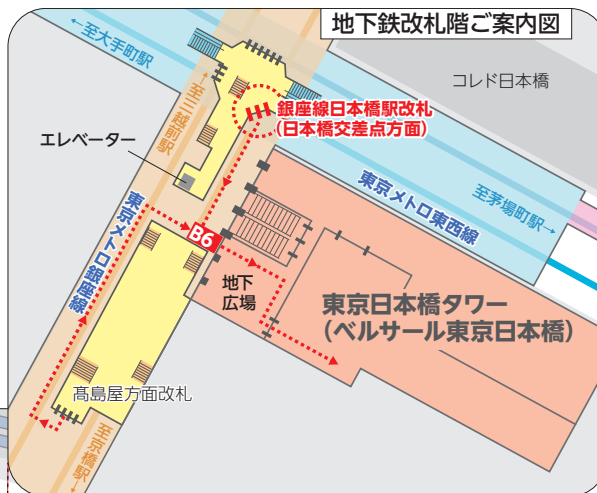 地下鉄改札階ご案内図
←至大手町駅
コレド日本橋
←至三越前駅
銀座線日本橋駅改札
(日本橋交差点方面)
エレベーター
東京メトロ東西線
至茅場町駅→
東京メトロ銀座線
B6
地下
広場
東京日本橋タワー
(ベルサール東京日本橋)
髙島屋方面改札
至京橋駅→